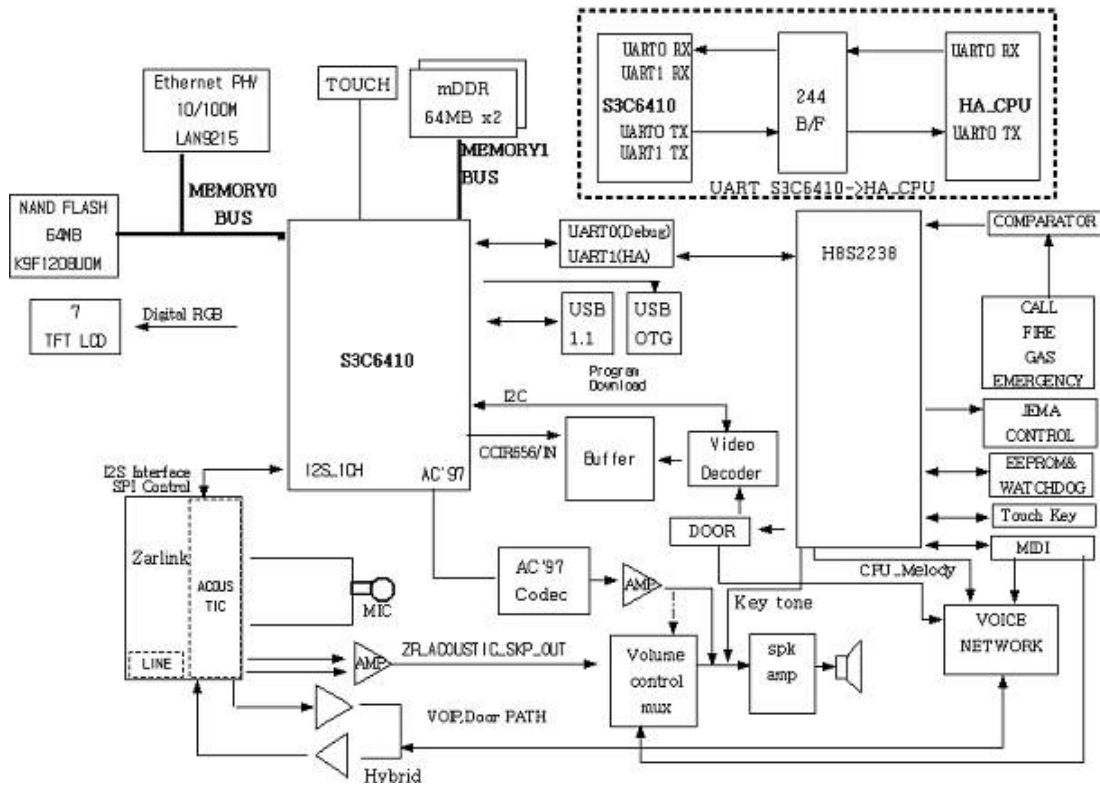 Ethernet PHY
10/100M
LAN9215
TOUCH
mDDR
64MB x2
MEMORY1
BUS
MEMORY0
BUS
NAND FLASH
64MB
K9F1208U0M
7
TFT LCD
Digital RGB
S3C6410
I2S_1CH
AC'97
UART0 RX
UART1 RX
S3C6410
UART0 TX
UART1 TX
244
B/F
UART0 RX
HA_CPU
UART0 TX
UART S3C6410->HA_CPU
UART0(Debug)
UART1(HA)
USB
1.1
USB
OTG
Program
Download
I2C
CCIR656/IN
Buffer
Video
Decoder
DOOR
H8S2238
COMPARATOR
CALL
FIRE
GAS
EMERGENCY
JEMA
CONTROL
EEPROM&
WATCHDOG
Touch Key
MIDI
CPU_Melody
VOICE
NETWORK
I2S Interface
SPI Control
Zarlink
ACOUS
TIC
LINE
MIC
AC'97
Codec
AMP
Key tone
AMP
ZR_ACOUSTIC_SKP_OUT
Volume
control
mux
spk
amp
VOIP,Door PATH
Hybrid